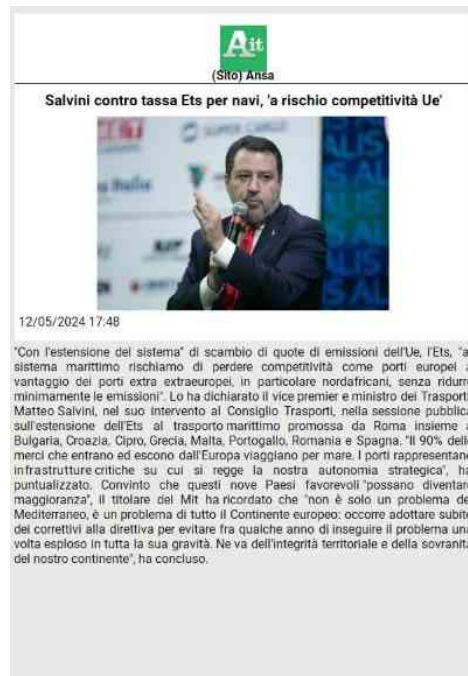 Ait
(Sito) Ansa
Salvini contro tassa Ets per navi, 'a rischio competitività Ue'
SUPER CARGO
ALIS
12/05/2024 17:48
"Con l'estensione del sistema" di scambio di quote di emissioni dell'Ue, l'Ets, "a
sistema marittimo rischiamo di perdere competitività come porti europei a
vantaggio dei porti extra extraeuropei, in particolare nordafricani, senza ridurre
minimamente le emissioni". Lo ha dichiarato il vice premier e ministro dei Trasporti
Matteo Salvini, nel suo intervento al Consiglio Trasporti, nella sessione pubblica
sull'estensione dell'Ets al trasporto marittimo promossa da Roma insieme a
Bulgaria, Croazia, Cipro, Grecia, Malta, Portogallo, Romania e Spagna. "Il 90% delle
merci che entrano ed escono dall'Europa viaggiano per mare. I porti rappresentano
infrastrutture critiche su cui si regge la nostra autonomia strategica", ha
puntualizzato. Convinto che questi nove Paesi favorevoli "possano diventare
maggioranza", il titolare del Mit ha ricordato che "non è solo un problema del
Mediterraneo, è un problema di tutto il Continente europeo: occorre adottare subito
dei correttivi alla direttiva per evitare fra qualche anno di inseguire il problema una
volta esploso in tutta la sua gravità. Ne va dell'integrità territoriale e della sovranità
del nostro continente", ha concluso.